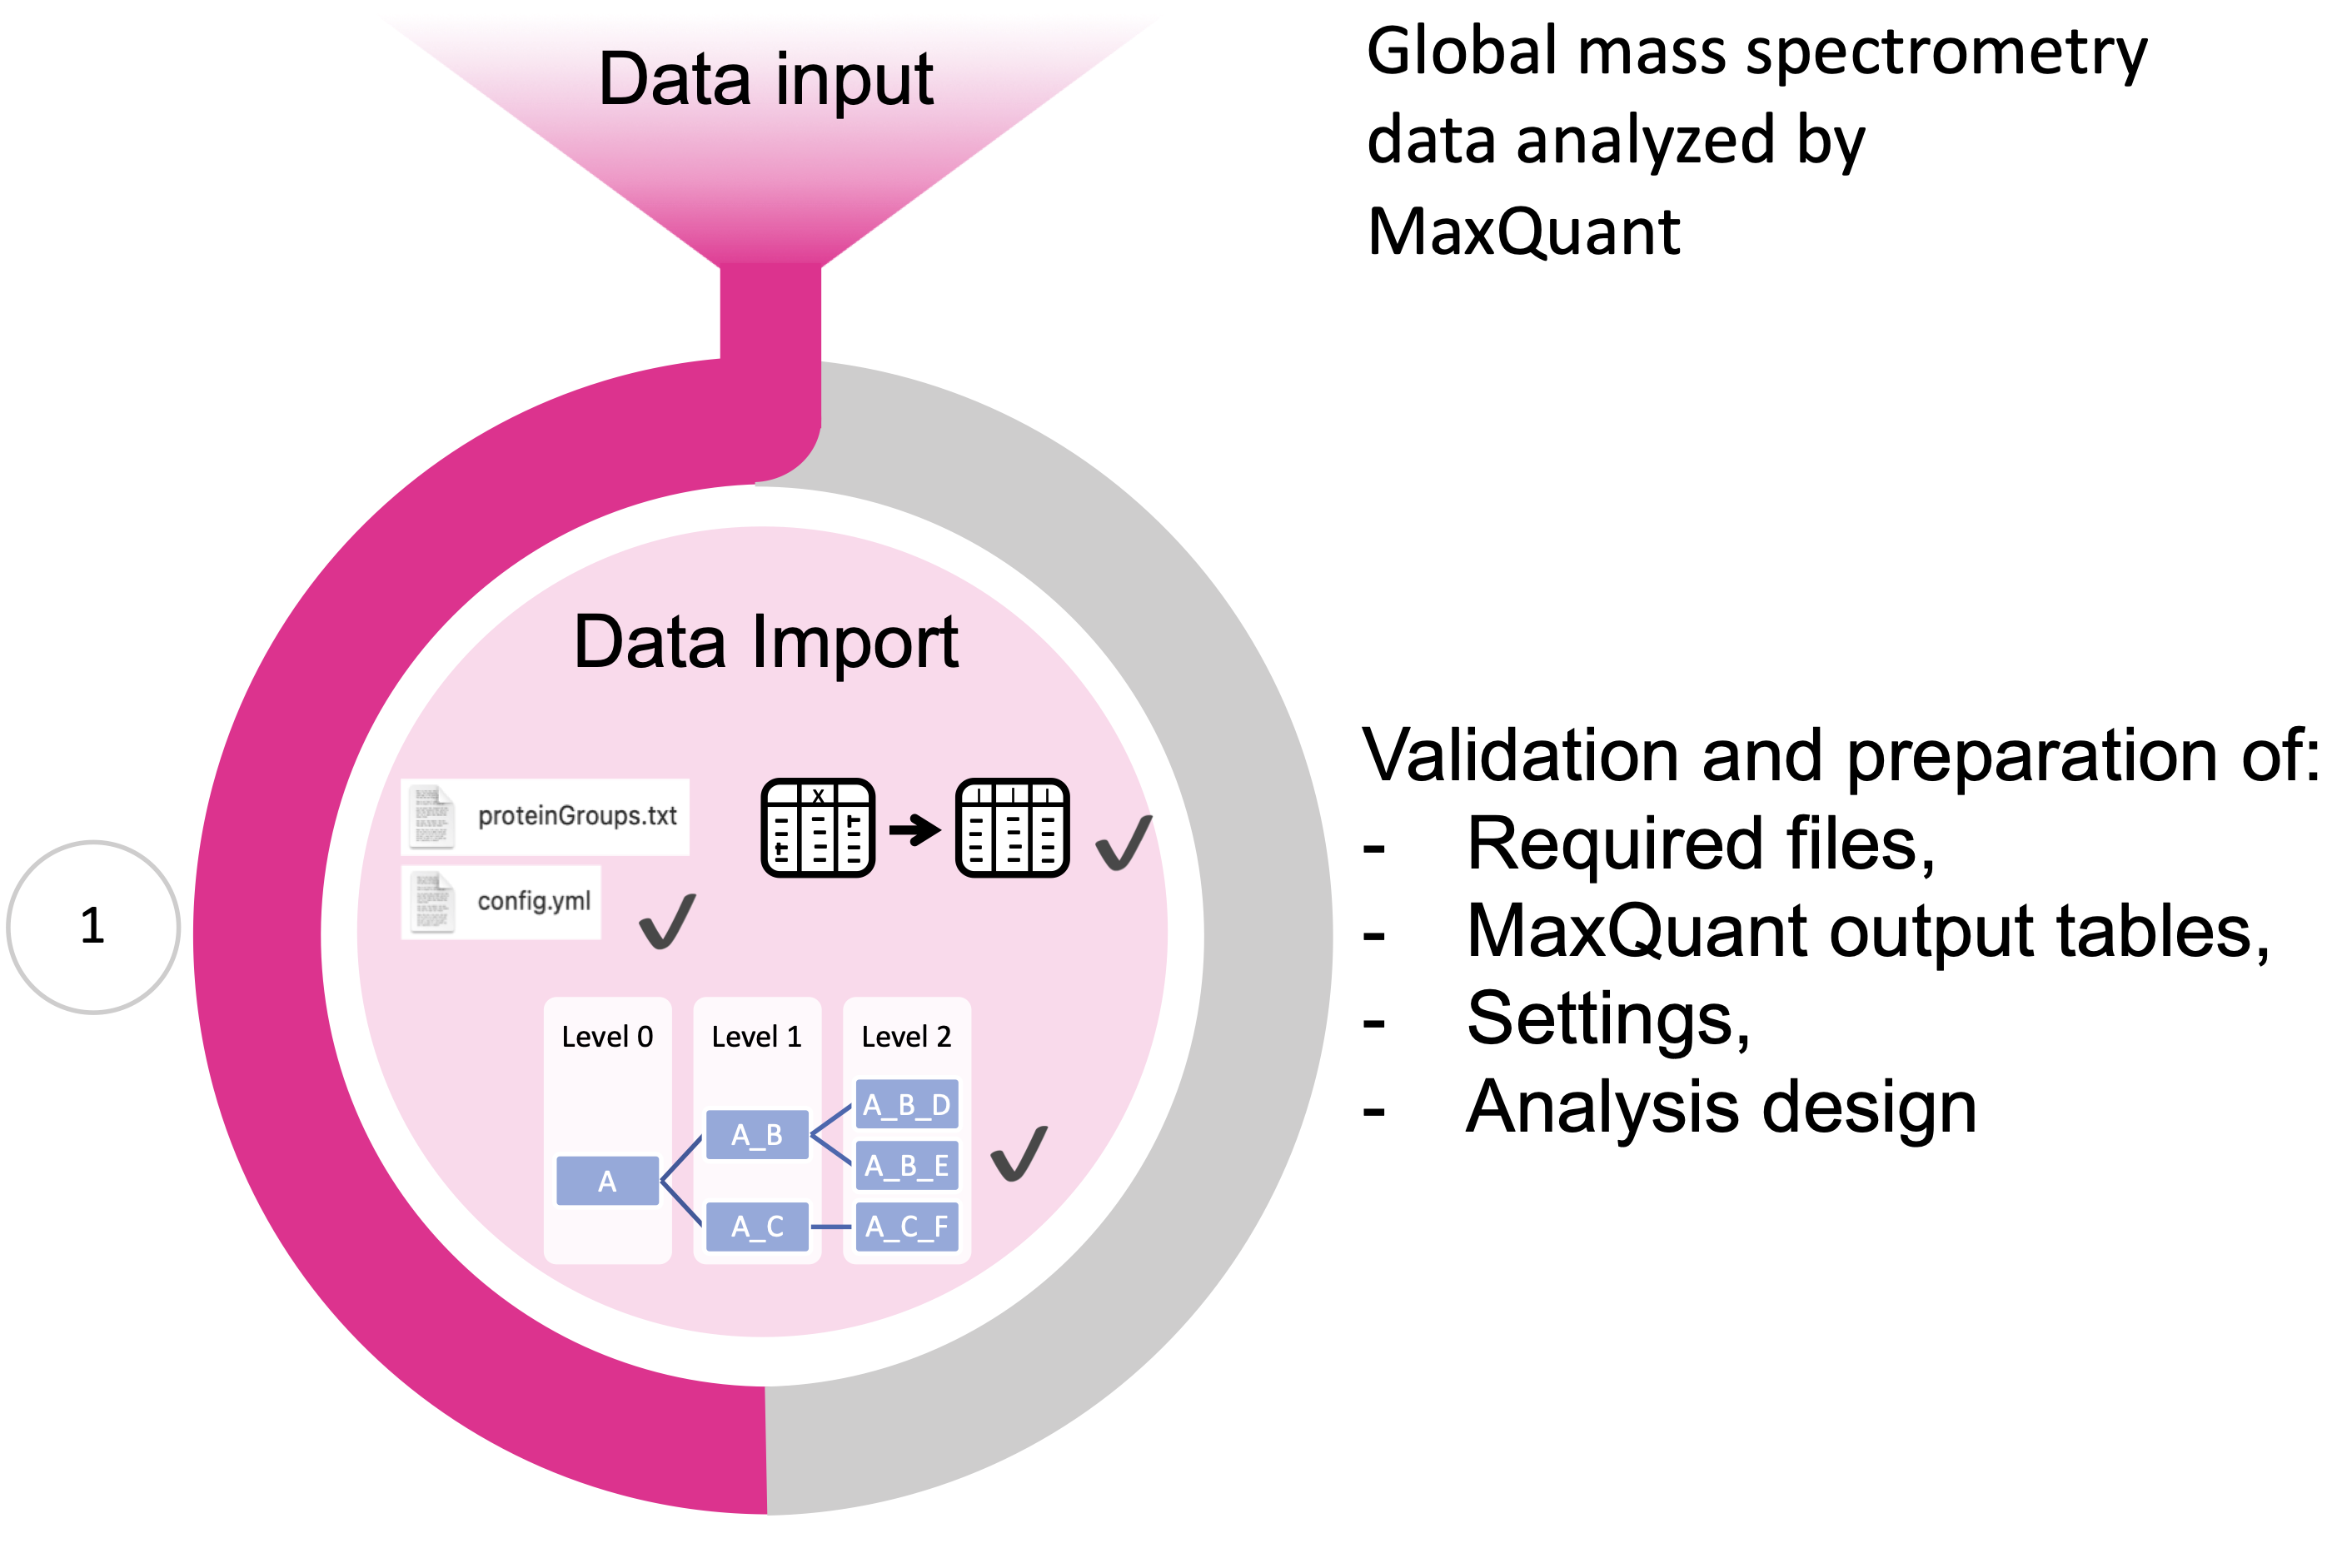 Data input
Global mass spectrometry
data analyzed by
MaxQuant
Data Import
proteinGroups.txt
config.yml
X
I I I
1
Level 0
Level 1
Level 2
A
A_B
A_C
A_B_D
A_B_E
A_C_F
Validation and preparation of:
- Required files,
- MaxQuant output tables,
- Settings,
- Analysis design